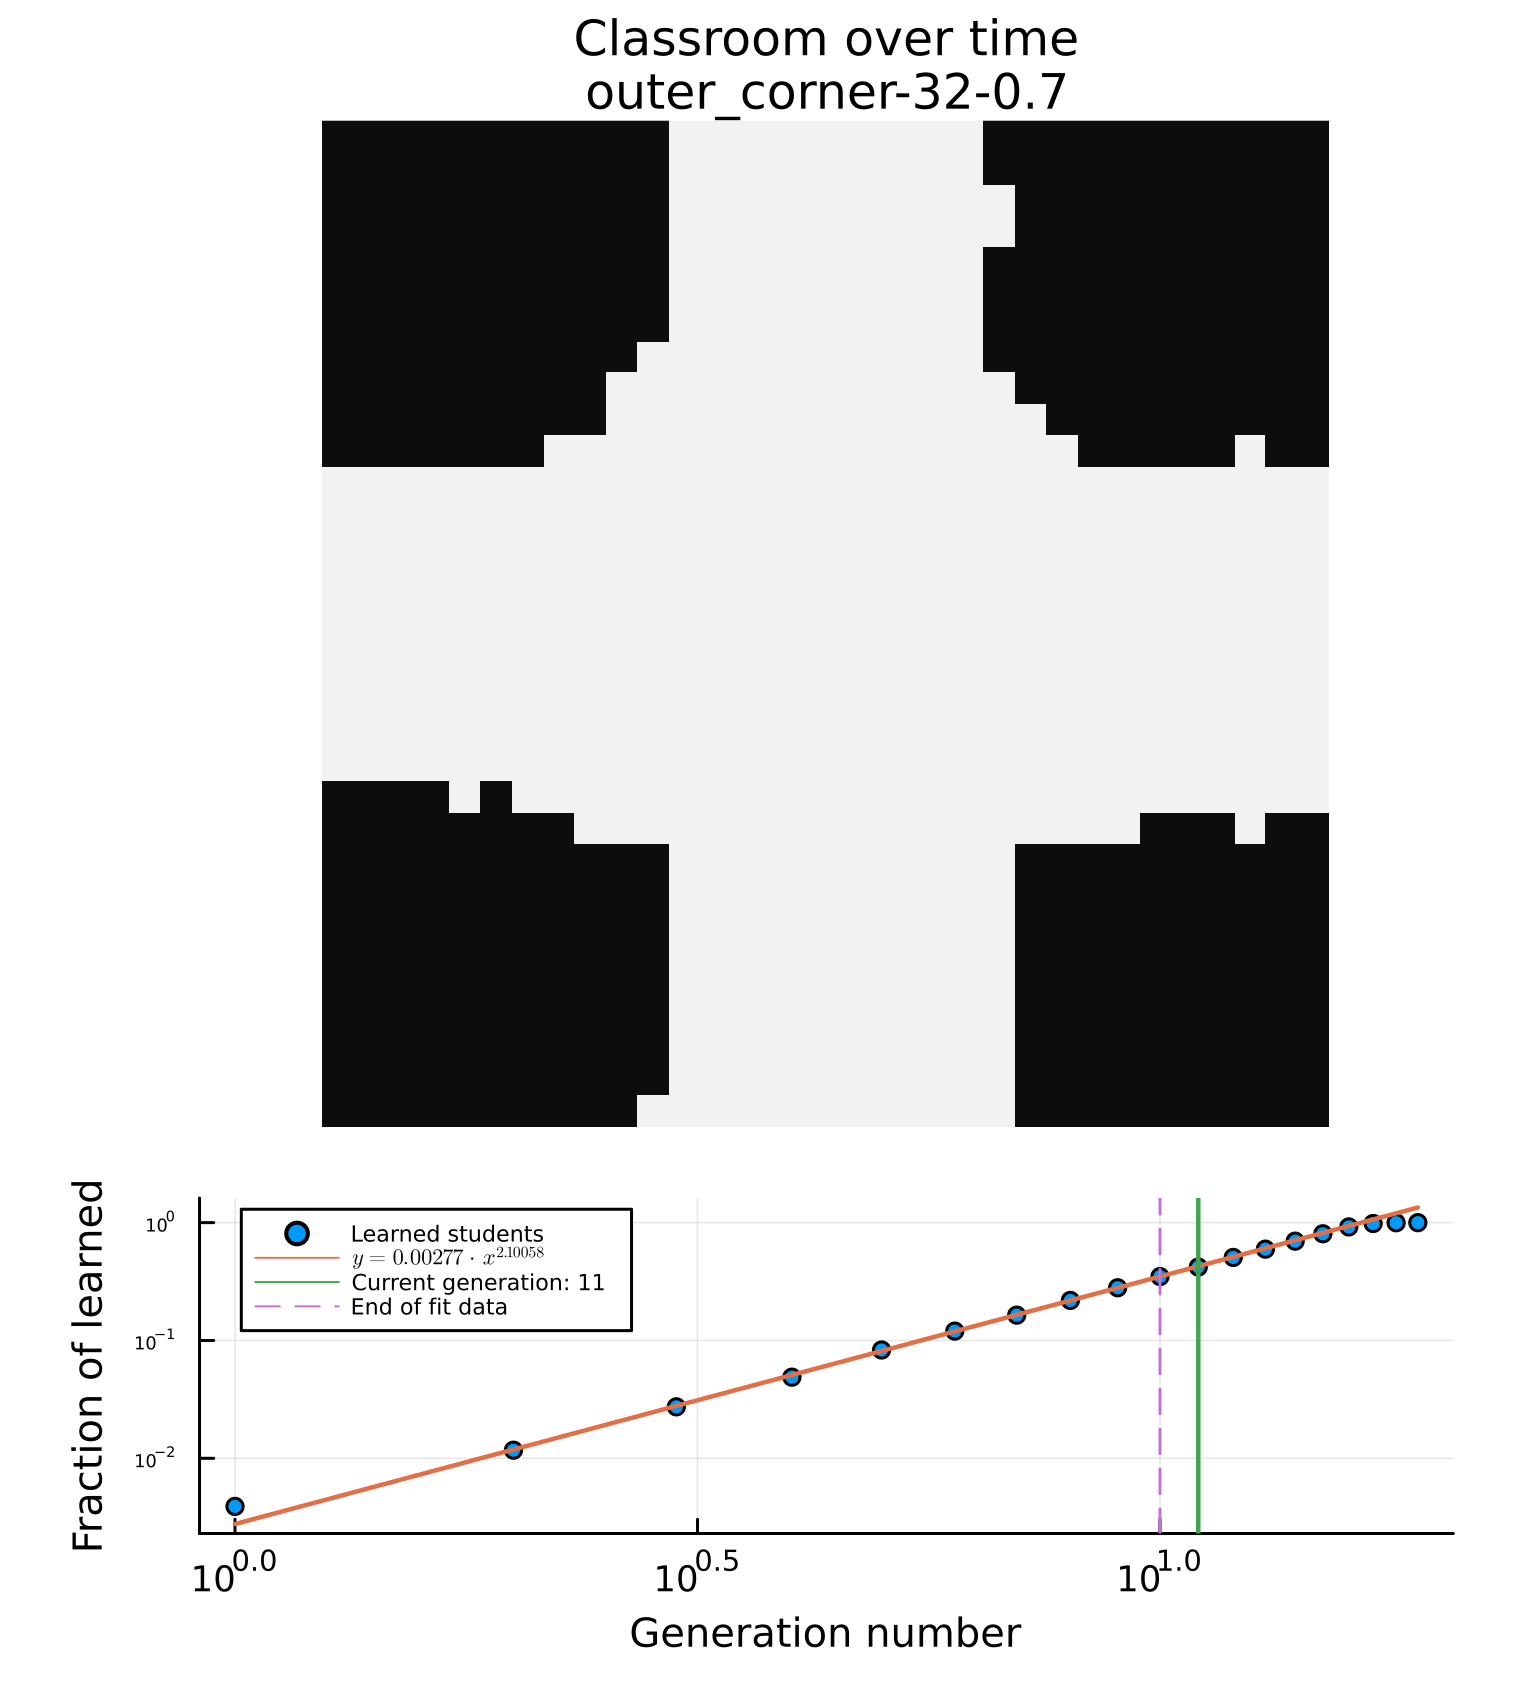 Classroom over time
outer_corner-32-0.7
Fraction of learned
10⁰
10⁻¹
10⁻²
Learned students
y = 0.00277 · x^2.10058
Current generation: 11
End of fit data
10^0.0
10^0.5
10^1.0
Generation number